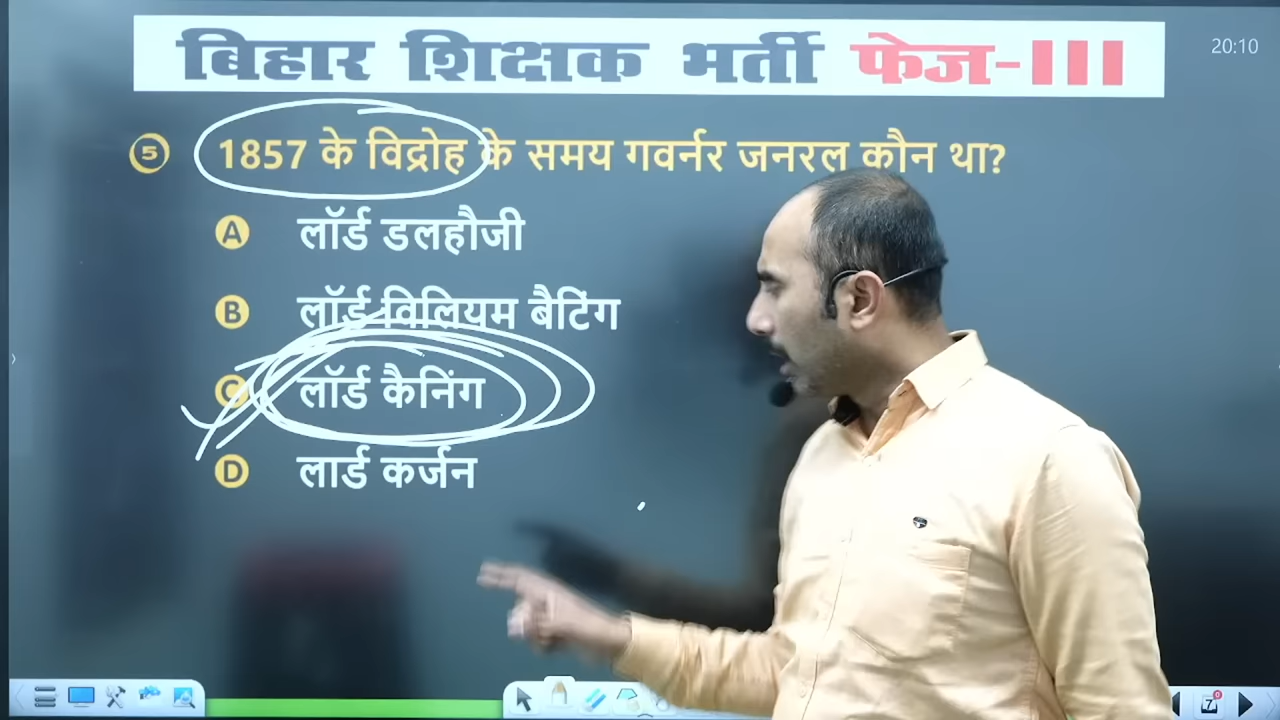 बिहार शिक्षक भर्ती फेज-III
20:10
5 1857 के विद्रोह के समय गवर्नर जनरल कौन था?
A लॉर्ड डलहौजी
B लॉर्ड विलियम बैटिंग
C लॉर्ड कैनिंग
D लार्ड कर्जन